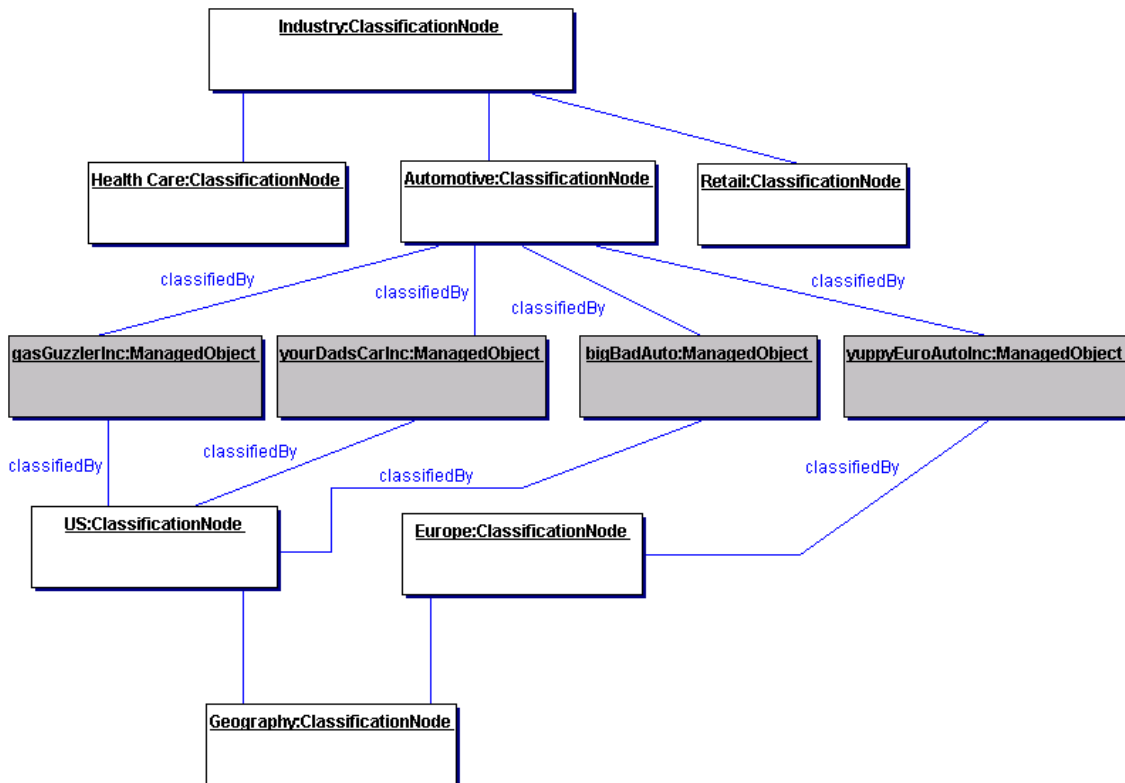 Industry:ClassificationNode
Health Care:ClassificationNode
Automotive:ClassificationNode
Retail:ClassificationNode
classifiedBy
classifiedBy
classifiedBy
classifiedBy
gasGuzzlerInc:ManagedObject
yourDadsCarInc:ManagedObject
bigBadAuto:ManagedObject
yuppyEuroAutoInc:ManagedObject
classifiedBy
classifiedBy
classifiedBy
classifiedBy
US:ClassificationNode
Europe:ClassificationNode
Geography:ClassificationNode